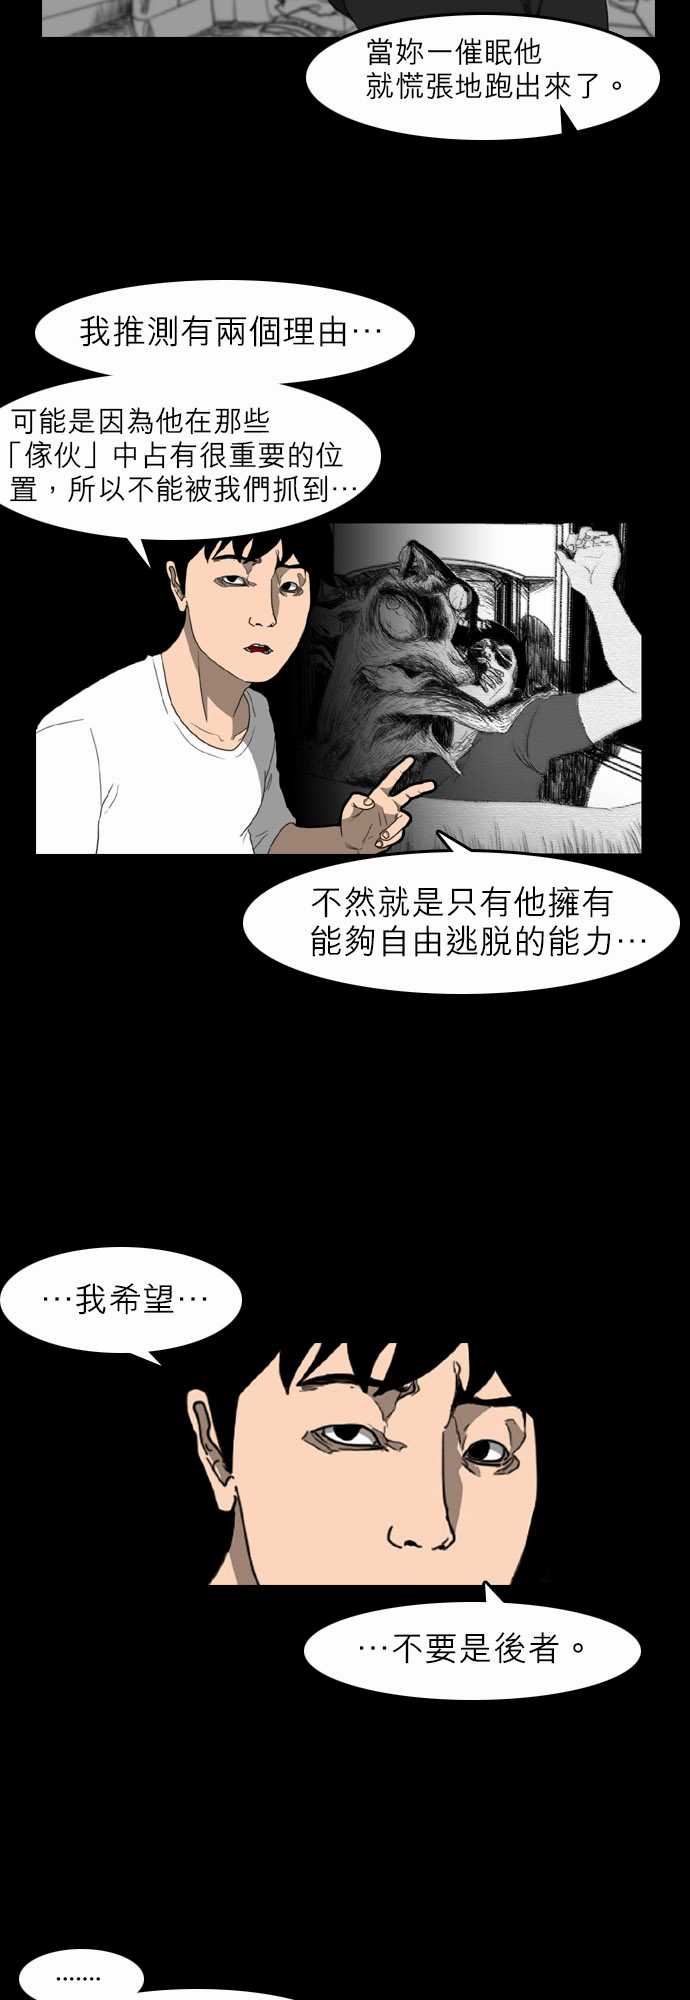 當妳一催眠他
就慌張地跑出來了。
我推測有兩個理由⋯
可能是因為他在那些
「傢伙」中占有很重要的位
置，所以不能被我們抓到⋯
不然就是只有他擁有
能夠自由逃脫的能力⋯
⋯我希望⋯
⋯不要是後者。
·······